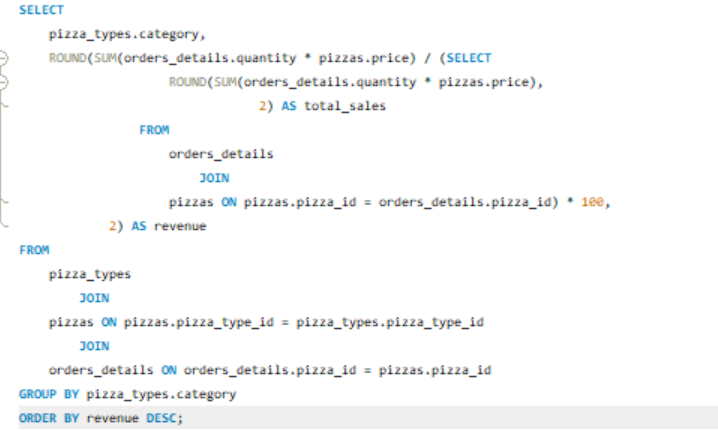 SELECT
pizza_types.category,
ROUND(SUM(orders_details.quantity * pizzas.price) / (SELECT
ROUND(SUM(orders_details.quantity * pizzas.price),
2) AS total_sales
FROM
orders_details
JOIN
pizzas ON pizzas.pizza_id = orders_details.pizza_id) * 100,
2) AS revenue
FROM
pizza_types
JOIN
pizzas ON pizzas.pizza_type_id = pizza_types.pizza_type_id
JOIN
orders_details ON orders_details.pizza_id = pizzas.pizza_id
GROUP BY pizza_types.category
ORDER BY revenue DESC;